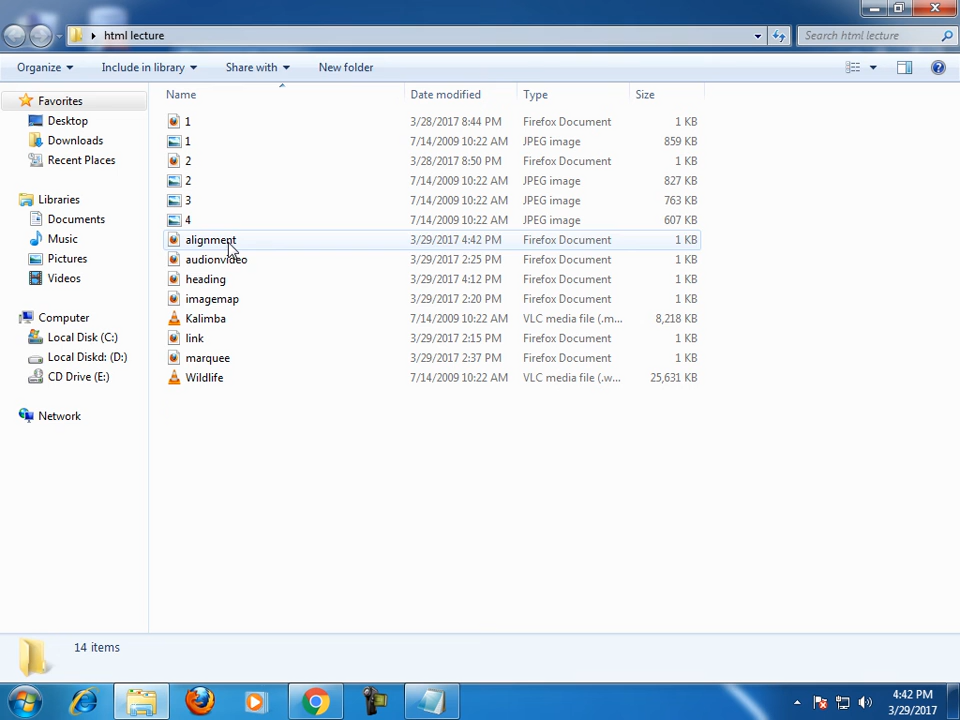 html lecture
Search html lecture
Organize Include in library Share with New folder
Favorites
Desktop
Downloads
Recent Places
Libraries
Documents
Music
Pictures
Videos
Computer
Local Disk (C:)
Local Diskd: (D:)
CD Drive (E:)
Network
Name Date modified Type Size
1 3/28/2017 8:44 PM Firefox Document 1 KB
1 7/14/2009 10:22 AM JPEG image 859 KB
2 3/28/2017 8:50 PM Firefox Document 1 KB
2 7/14/2009 10:22 AM JPEG image 827 KB
3 7/14/2009 10:22 AM JPEG image 763 KB
4 7/14/2009 10:22 AM JPEG image 607 KB
alignment 3/29/2017 4:42 PM Firefox Document 1 KB
audionvideo 3/29/2017 2:25 PM Firefox Document 1 KB
heading 3/29/2017 4:12 PM Firefox Document 1 KB
imagemap 3/29/2017 2:20 PM Firefox Document 1 KB
Kalimba 7/14/2009 10:22 AM VLC media file (.m... 8,218 KB
link 3/29/2017 2:15 PM Firefox Document 1 KB
marquee 3/29/2017 2:37 PM Firefox Document 1 KB
Wildlife 7/14/2009 10:22 AM VLC media file (.w... 25,631 KB
14 items
4:42 PM
3/29/2017